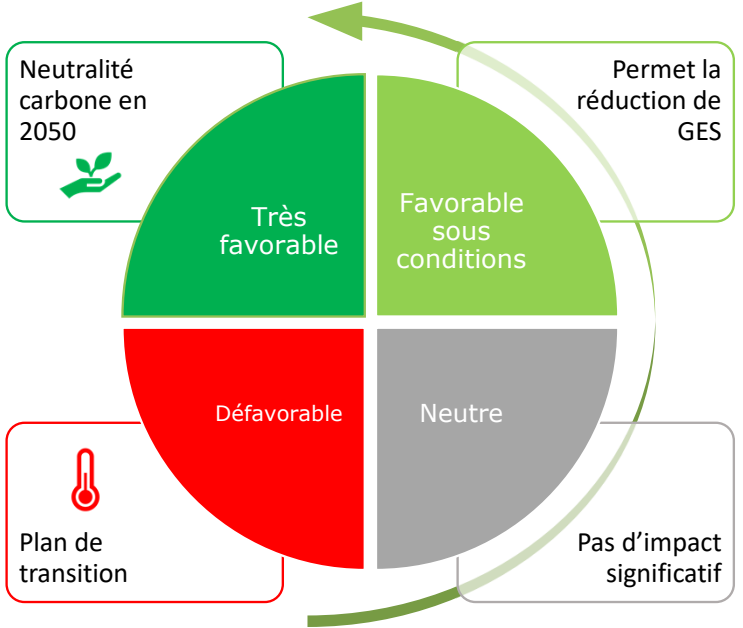 Neutralité
carbone en
2050
Permet la
réduction de
GES
Très
favorable
Favorable
sous
conditions
Défavorable
Neutre
Plan de
transition
Pas d’impact
significatif